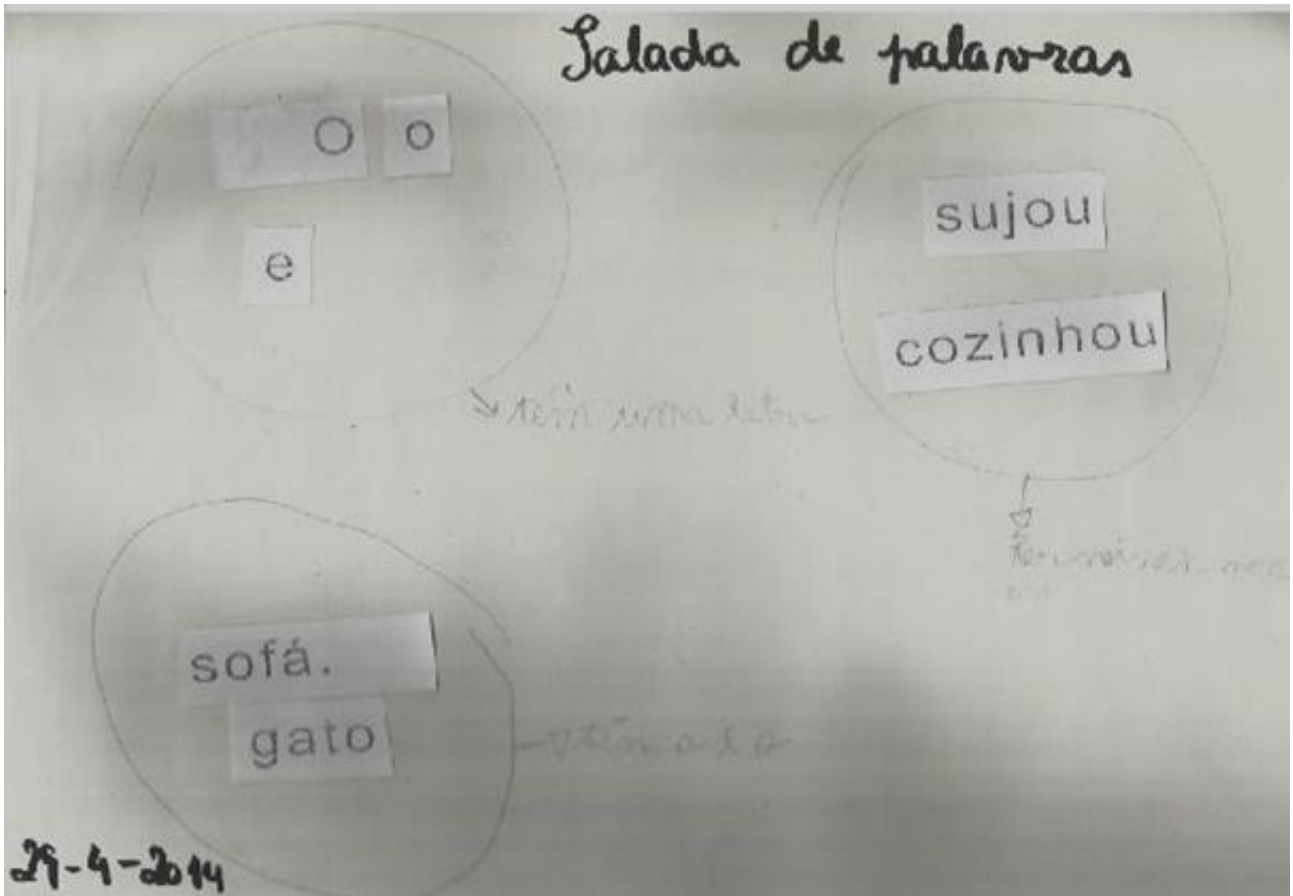 Salada de palavras
O o
e
sujou
cozinhou
têm uma letra
sofá.
gato
têm a e o
29-4-2014